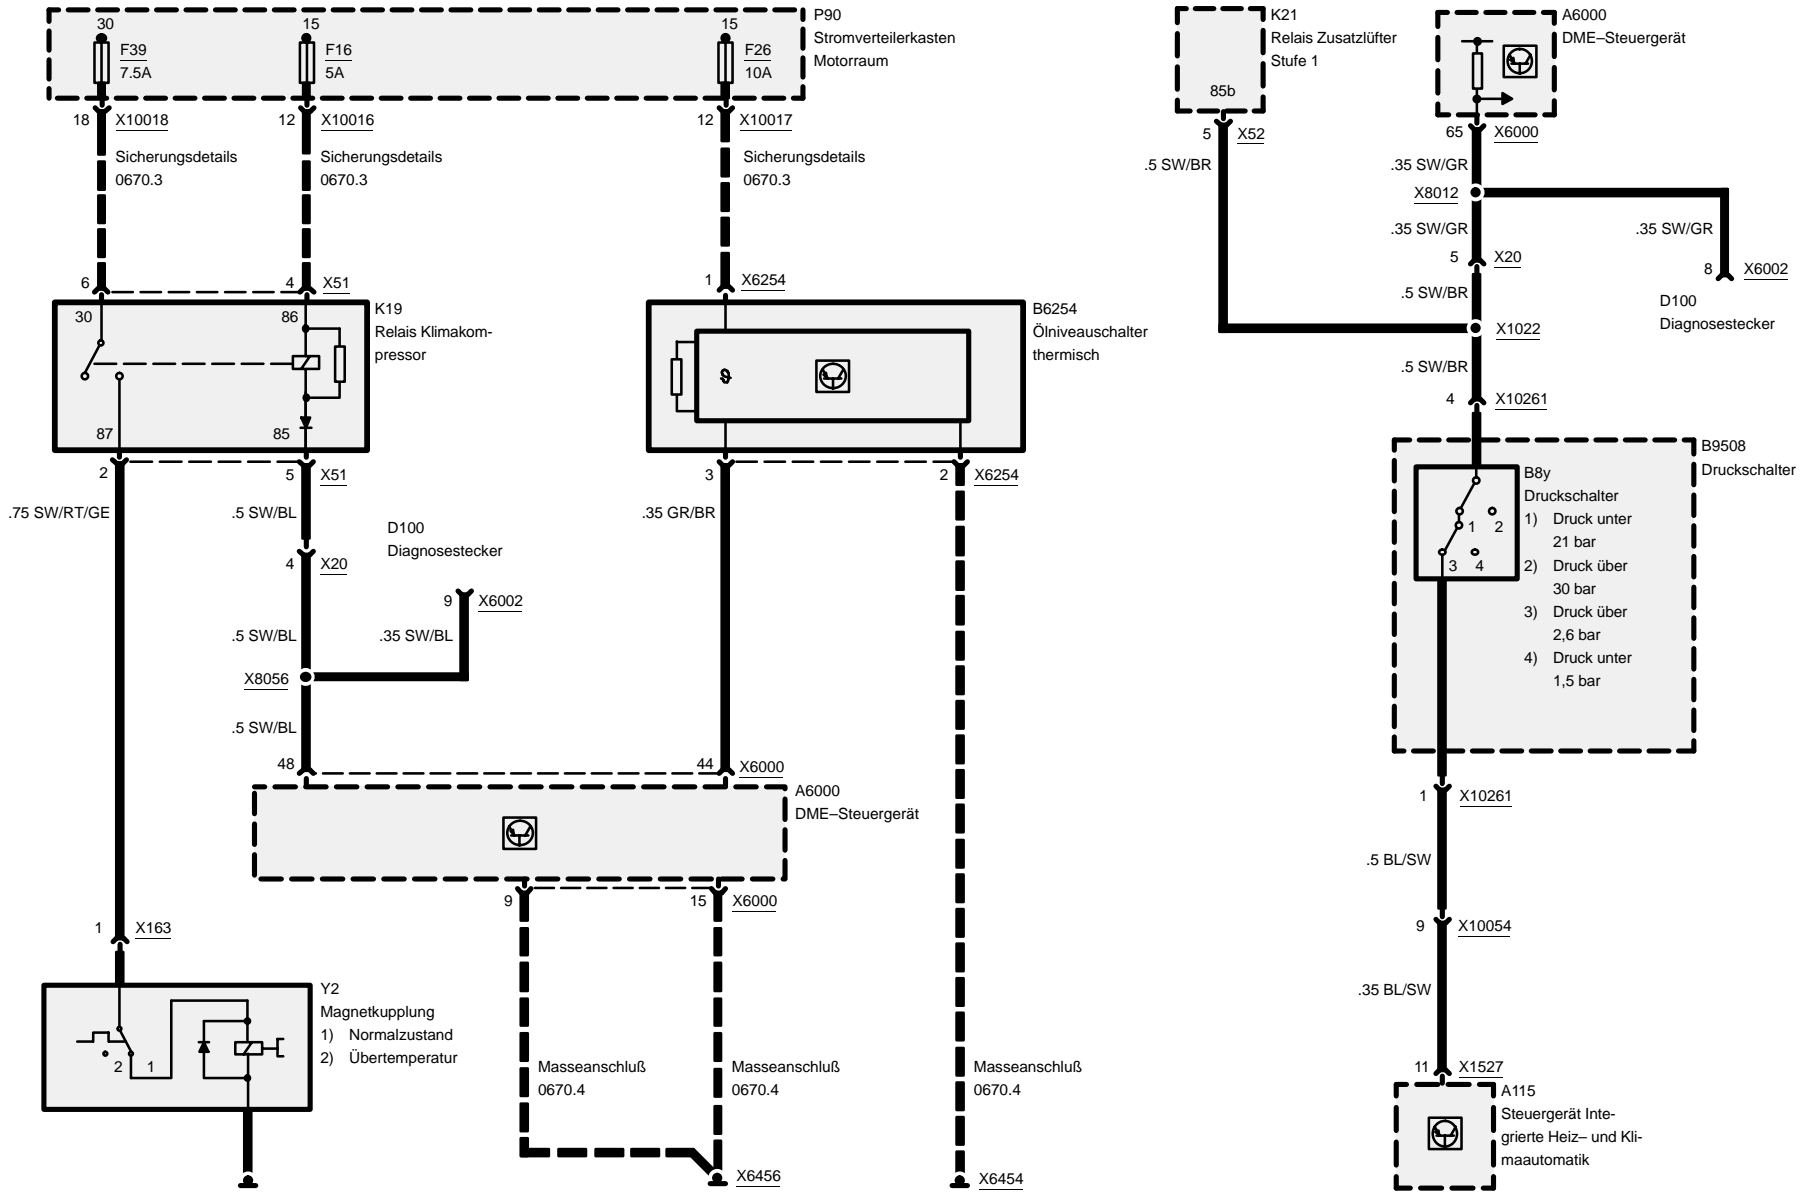 30
15
15
F39
7.5A
F16
5A
F26
10A
P90
Stromverteilerkasten
Motorraum
18
X10018
12
X10016
12
X10017
Sicherungsdetails
0670.3
Sicherungsdetails
0670.3
Sicherungsdetails
0670.3
6
4
X51
1
X6254
30
86
87
85
K19
Relais Klimakom-
pressor
ϑ
B6254
Ölniveauschalter
thermisch
2
5
X51
3
2
X6254
.75 SW/RT/GE
.5 SW/BL
.35 GR/BR
4
X20
D100
Diagnosestecker
9
X6002
.5 SW/BL
.35 SW/BL
X8056
.5 SW/BL
48
44
X6000
A6000
DME–Steuergerät
9
15
X6000
1
X163
2
1
Y2
Magnetkupplung
1) Normalzustand
2) Übertemperatur
Masseanschluß
0670.4
Masseanschluß
0670.4
Masseanschluß
0670.4
X6456
X6454
85b
K21
Relais Zusatzlüfter
Stufe 1
A6000
DME–Steuergerät
5
X52
65
X6000
.5 SW/BR
.35 SW/GR
X8012
.35 SW/GR
.35 SW/GR
5
X20
8
X6002
.5 SW/BR
D100
Diagnosestecker
X1022
.5 SW/BR
4
X10261
B9508
Druckschalter
1
2
3
4
B8y
Druckschalter
1) Druck unter
21 bar
2) Druck über
30 bar
3) Druck über
2,6 bar
4) Druck unter
1,5 bar
1
X10261
.5 BL/SW
9
X10054
.35 BL/SW
11
X1527
A115
Steuergerät Inte-
grierte Heiz– und Kli-
maautomatik